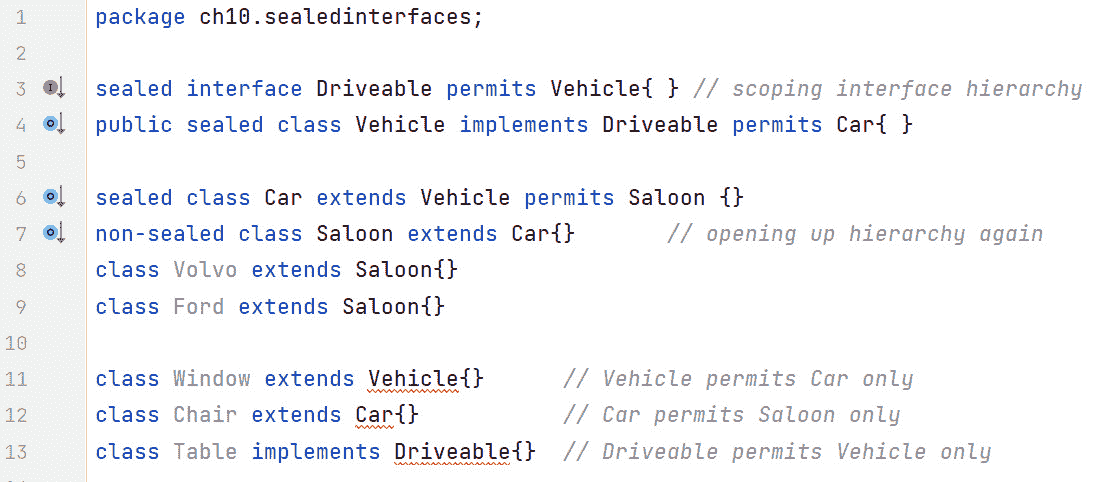 1 package ch10.sealedinterfaces;
2
3 sealed interface Driveable permits Vehicle{ } // scoping interface hierarchy
4 public sealed class Vehicle implements Driveable permits Car{ }
5
6 sealed class Car extends Vehicle permits Saloon {}
7 non-sealed class Saloon extends Car{} // opening up hierarchy again
8 class Volvo extends Saloon{}
9 class Ford extends Saloon{}
10
11 class Window extends Vehicle{} // Vehicle permits Car only
12 class Chair extends Car{} // Car permits Saloon only
13 class Table implements Driveable{} // Driveable permits Vehicle only